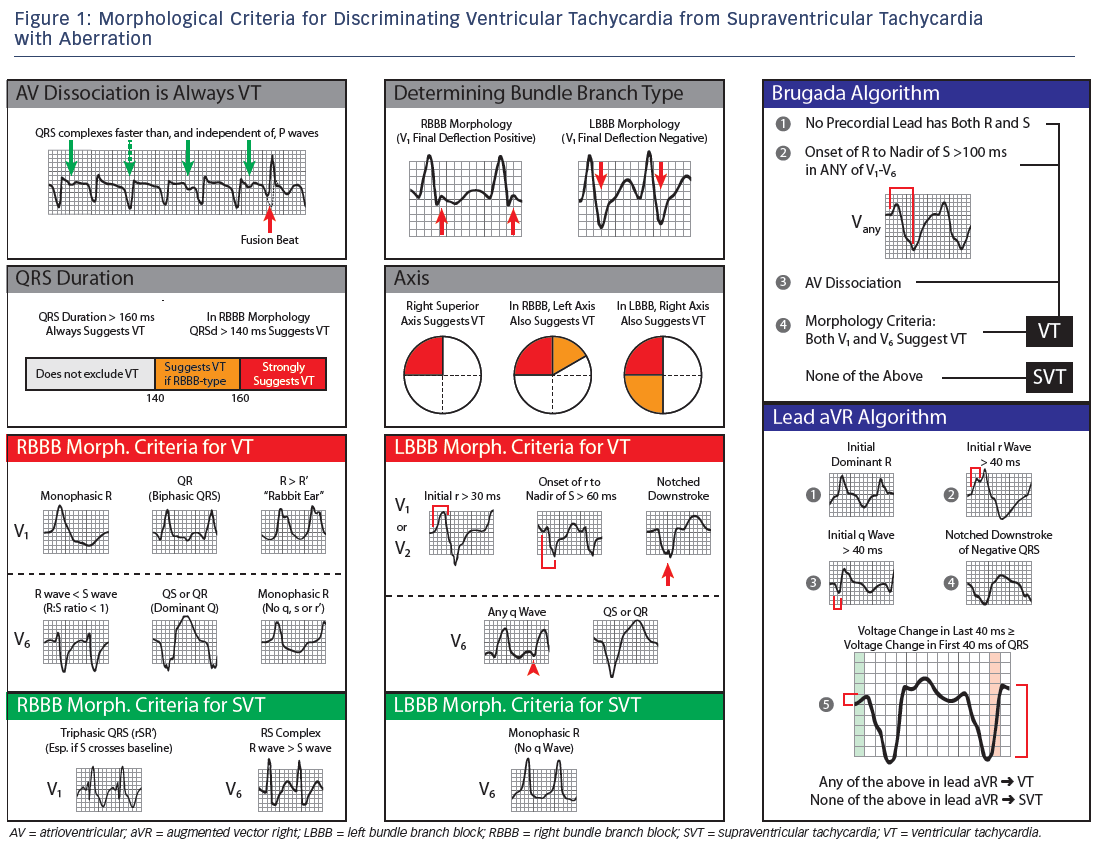 Figure 1: Morphological Criteria for Discriminating Ventricular Tachycardia from Supraventricular Tachycardia
with Aberration
AV Dissociation is Always VT
QRS complexes faster than, and independent of, P waves
Fusion Beat
QRS Duration
QRS Duration > 160 ms
Always Suggests VT
In RBBB Morphology
QRSd > 140 ms Suggests VT
Does not exclude VT
Suggests VT
if RBBB-type
Strongly
Suggests VT
140
160
RBBB Morph. Criteria for VT
Monophasic R
QR
(Biphasic QRS)
R > R’
“Rabbit Ear”
V1
R wave < S wave
(R:S ratio < 1)
QS or QR
(Dominant Q)
Monophasic R
(No q, s or r’)
V6
RBBB Morph. Criteria for SVT
Triphasic QRS (rSR’)
(Esp. if S crosses baseline)
RS Complex
R wave > S wave
V1
V6
Determining Bundle Branch Type
RBBB Morphology
(V1 Final Deflection Positive)
LBBB Morphology
(V1 Final Deflection Negative)
Axis
Right Superior
Axis Suggests VT
In RBBB, Left Axis
Also Suggests VT
In LBBB, Right Axis
Also Suggests VT
LBBB Morph. Criteria for VT
V1
or
V2
Initial r > 30 ms
Onset of r to
Nadir of S > 60 ms
Notched
Downstroke
Any q Wave
QS or QR
V6
LBBB Morph. Criteria for SVT
Monophasic R
(No q Wave)
V6
Brugada Algorithm
1 No Precordial Lead has Both R and S
2 Onset of R to Nadir of S >100 ms
in ANY of V1-V6
Vany
3 AV Dissociation
4 Morphology Criteria:
Both V1 and V6 Suggest VT
VT
None of the Above
SVT
Lead aVR Algorithm
Initial
Dominant R
1
Initial r Wave
> 40 ms
2
Initial q Wave
> 40 ms
3
Notched Downstroke
of Negative QRS
4
Voltage Change in Last 40 ms ≥
Voltage Change in First 40 ms of QRS
5
Any of the above in lead aVR ➔ VT
None of the above in lead aVR ➔ SVT
AV = atrioventricular; aVR = augmented vector right; LBBB = left bundle branch block; RBBB = right bundle branch block; SVT = supraventricular tachycardia; VT = ventricular tachycardia.